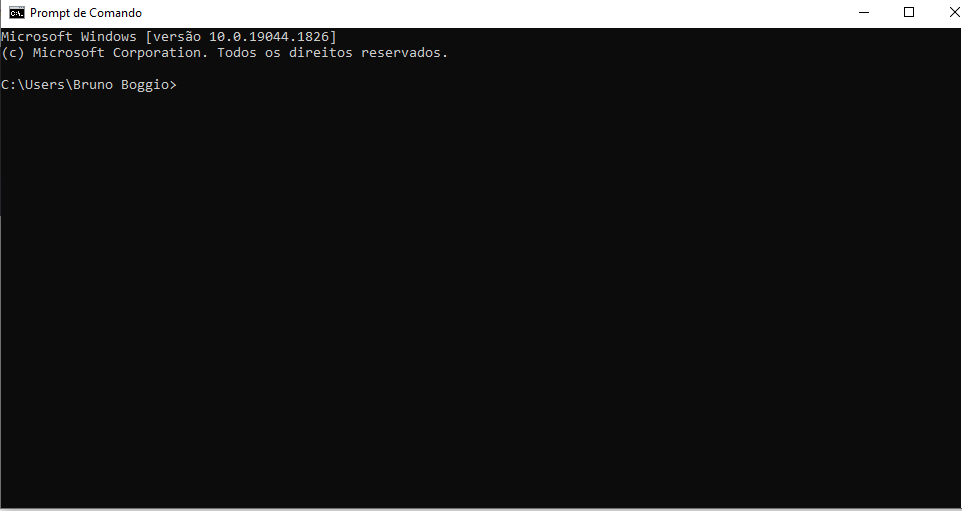 Prompt de Comando
Microsoft Windows [versão 10.0.19044.1826]
(c) Microsoft Corporation. Todos os direitos reservados.
C:\Users\Bruno Boggio>